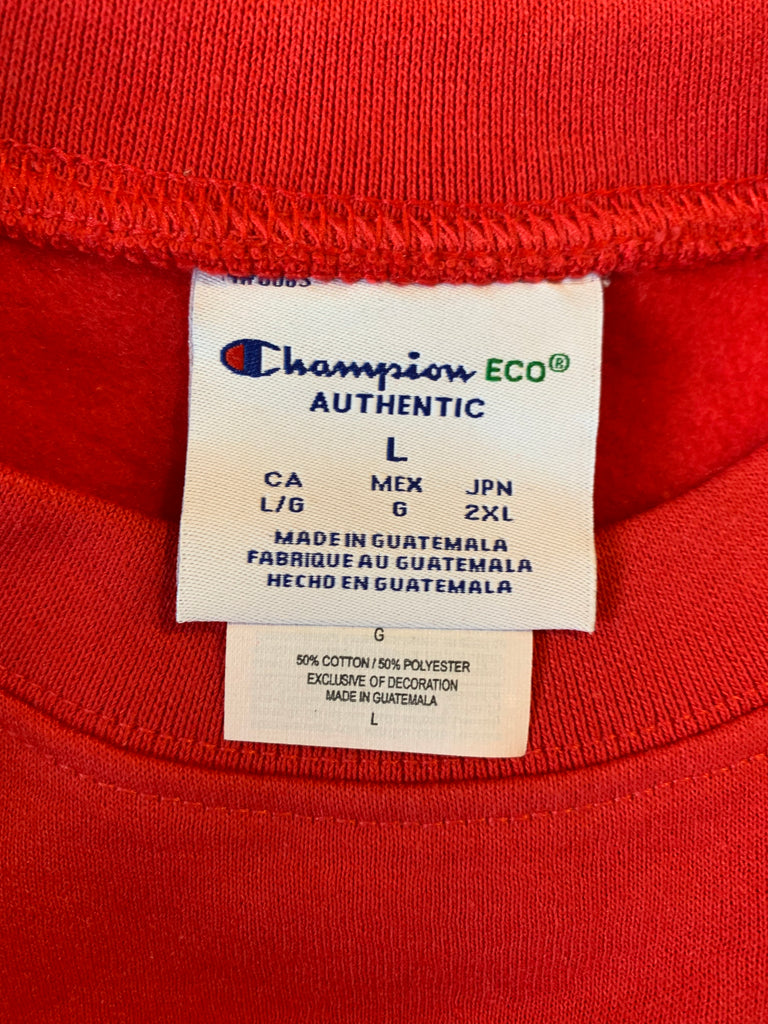 Champion ECO®
AUTHENTIC
L
CA MEX JPN
L/G G 2XL
MADE IN GUATEMALA
FABRIQUE AU GUATEMALA
HECHO EN GUATEMALA
G
50% COTTON / 50% POLYESTER
EXCLUSIVE OF DECORATION
MADE IN GUATEMALA
L